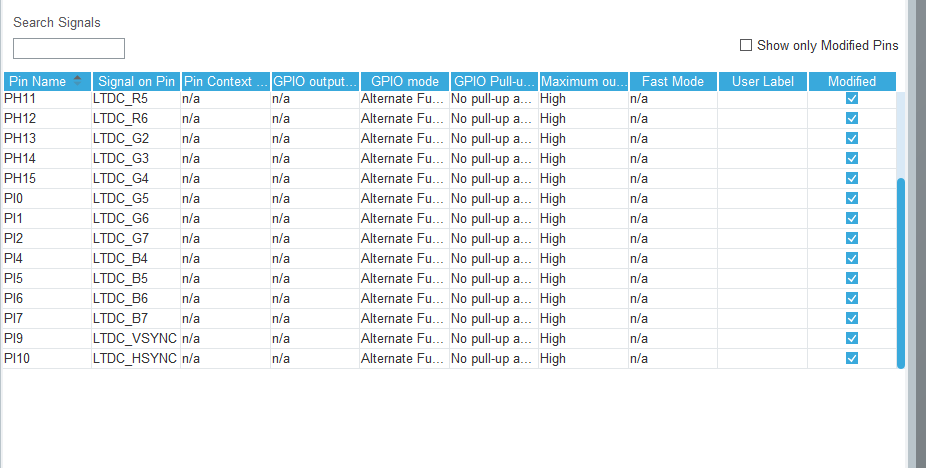 Search Signals
Show only Modified Pins
Pin Name Signal on Pin Pin Context ... GPIO output... GPIO mode GPIO Pull-u... Maximum ou... Fast Mode User Label Modified
PH11 LTDC_R5 n/a n/a Alternate Fu... No pull-up a... High n/a
PH12 LTDC_R6 n/a n/a Alternate Fu... No pull-up a... High n/a
PH13 LTDC_G2 n/a n/a Alternate Fu... No pull-up a... High n/a
PH14 LTDC_G3 n/a n/a Alternate Fu... No pull-up a... High n/a
PH15 LTDC_G4 n/a n/a Alternate Fu... No pull-up a... High n/a
PI0 LTDC_G5 n/a n/a Alternate Fu... No pull-up a... High n/a
PI1 LTDC_G6 n/a n/a Alternate Fu... No pull-up a... High n/a
PI2 LTDC_G7 n/a n/a Alternate Fu... No pull-up a... High n/a
PI4 LTDC_B4 n/a n/a Alternate Fu... No pull-up a... High n/a
PI5 LTDC_B5 n/a n/a Alternate Fu... No pull-up a... High n/a
PI6 LTDC_B6 n/a n/a Alternate Fu... No pull-up a... High n/a
PI7 LTDC_B7 n/a n/a Alternate Fu... No pull-up a... High n/a
PI9 LTDC_VSYNC n/a n/a Alternate Fu... No pull-up a... High n/a
PI10 LTDC_HSYNC n/a n/a Alternate Fu... No pull-up a... High n/a